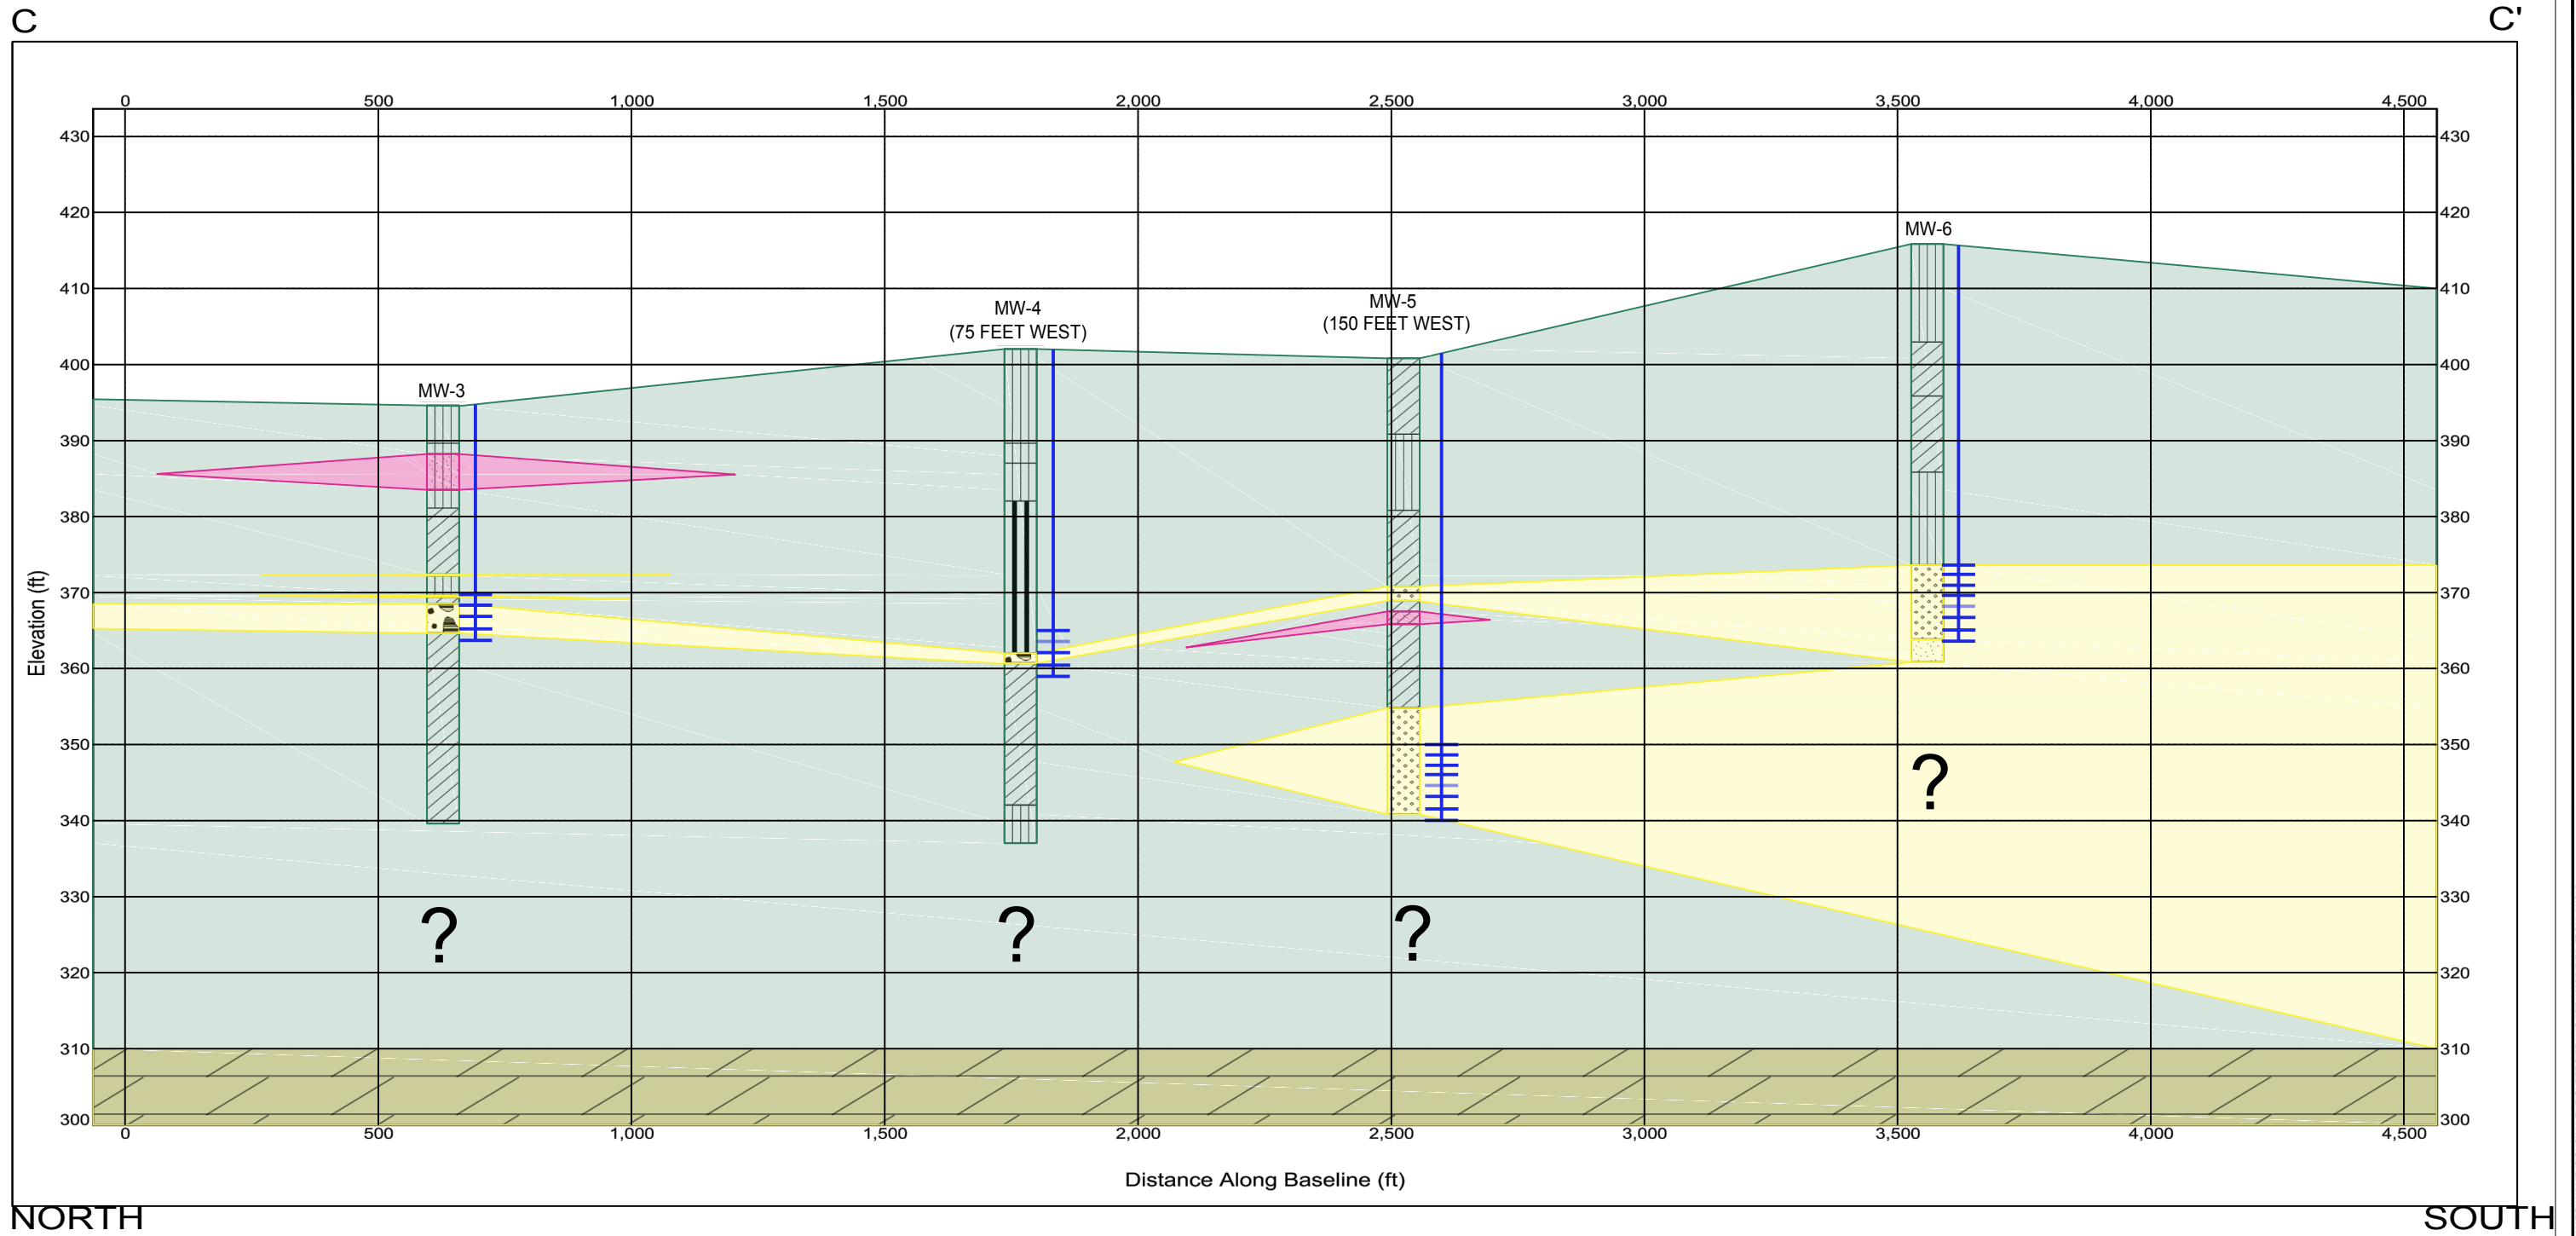 C C'
0 500 1,000 1,500 2,000 2,500 3,000 3,500 4,000 4,500
430 430
420 420
MW-6
410 410
MW-4 MW-5
(75 FEET WEST) (150 FEET WEST)
400 400
MW-3
390 390
380 380
370 370
Elevation (ft)
360 360
350 350
?
340 340
330 330
? ? ?
320 320
310 310
300 300
0 500 1,000 1,500 2,000 2,500 3,000 3,500 4,000 4,500
Distance Along Baseline (ft)
NORTH SOUTH